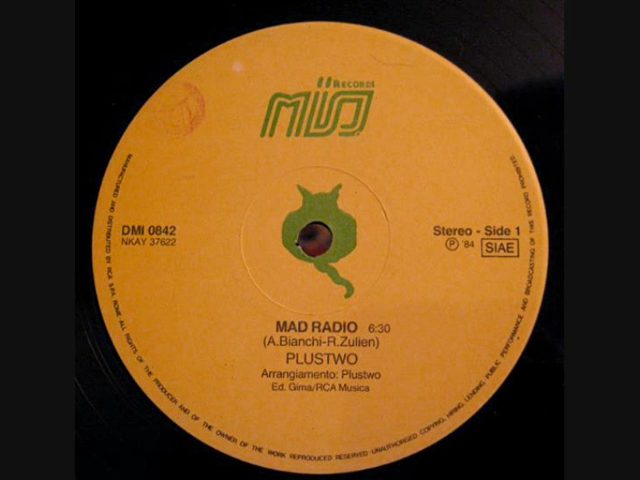 RECORDS
MIÜO
DMI 0842
NKAY 37622
Stereo - Side 1
Ⓟ '84 SIAE
MAD RADIO 6:30
(A.Bianchi-R.Zulien)
PLUSTWO
Arrangiamento: Plustwo
Ed. Gima/RCA Musica
MANUFACTURED AND DISTRIBUTED BY RCA S.P.A. ROME ALL RIGHTS OF THE PRODUCER AND OF THE OWNER OF THE WORK REPRODUCED RESERVED UNAUTHORISED COPYING, HIRING, LENDING, PUBLIC PERFORMANCE AND BROADCASTING OF THIS RECORD PROHIBITED